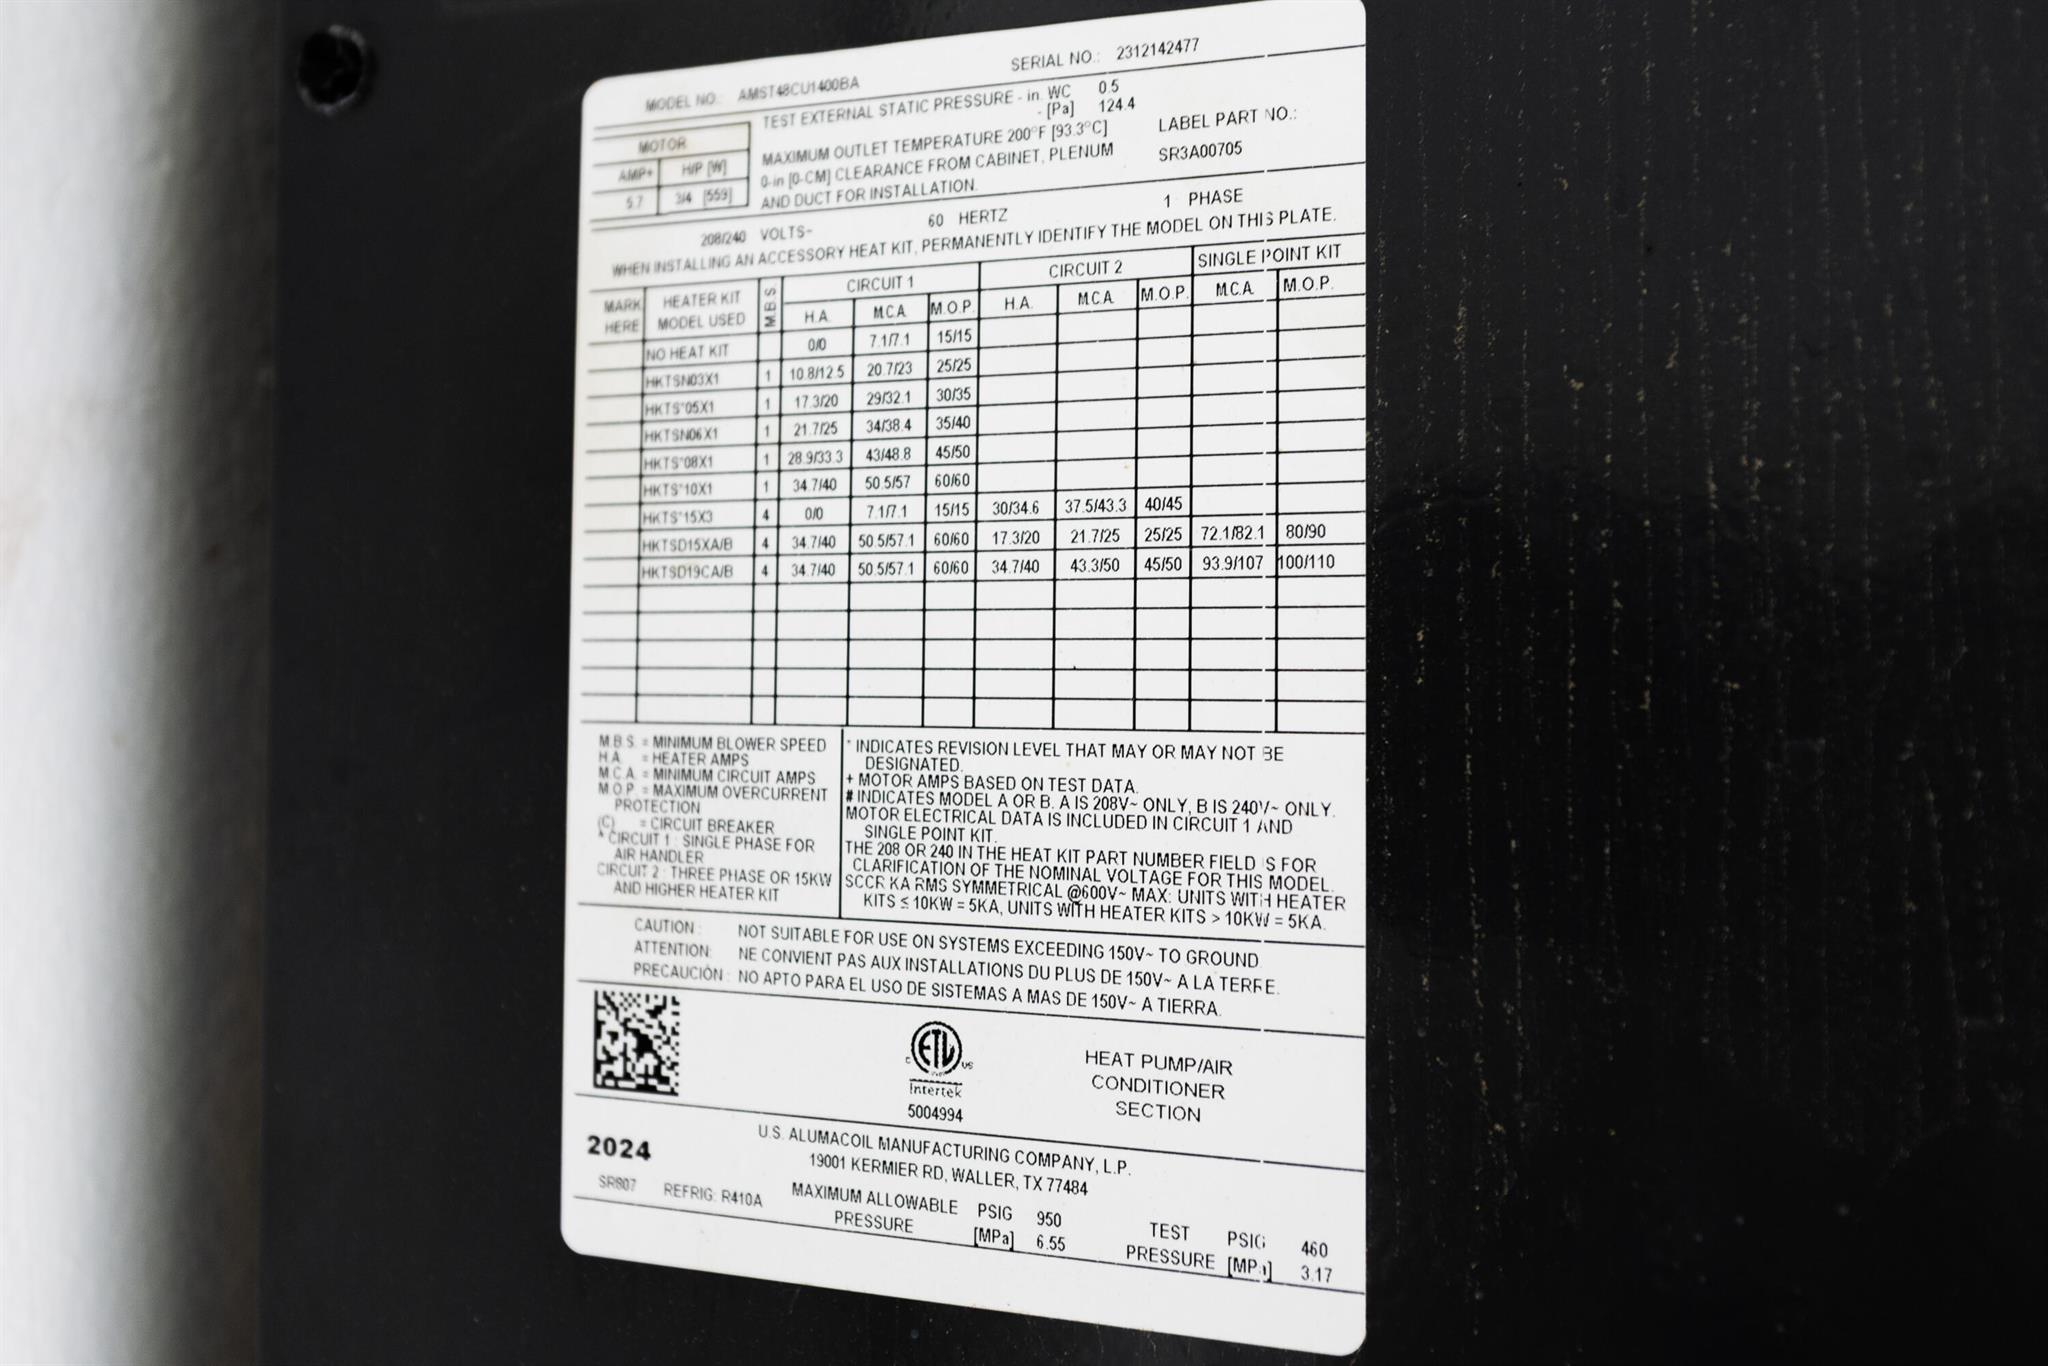 MODEL NO.: AMST48CU1400BA SERIAL NO.: 2312142477
MOTOR
AMP+ H/P [W]
5.7 3/4 [559]
TEST EXTERNAL STATIC PRESSURE - in. WC 0.5
- [Pa] 124.4
MAXIMUM OUTLET TEMPERATURE 200°F [93.3°C]
0-in [0-CM] CLEARANCE FROM CABINET, PLENUM
AND DUCT FOR INSTALLATION.
LABEL PART NO.:
SR3A00705
208/240 VOLTS~ 60 HERTZ 1 PHASE
WHEN INSTALLING AN ACCESSORY HEAT KIT, PERMANENTLY IDENTIFY THE MODEL ON THIS PLATE.
MARK HERE HEATER KIT MODEL USED M.B.S CIRCUIT 1 CIRCUIT 2 SINGLE POINT KIT
H.A. M.C.A. M.O.P. H.A. M.C.A. M.O.P. M.C.A. M.O.P.
NO HEAT KIT 0/0 7.1/7.1 15/15
HKTSN03X1 1 10.8/12.5 20.7/23 25/25
HKTS*05X1 1 17.3/20 29/32.1 30/35
HKTSN06X1 1 21.7/25 34/38.4 35/40
HKTS*08X1 1 28.9/33.3 43/48.8 45/50
HKTS*10X1 1 34.7/40 50.5/57 60/60
HKTS*15X3 4 0/0 7.1/7.1 15/15 30/34.6 37.5/43.3 40/45
HKTSD15XA/B 4 34.7/40 50.5/57.1 60/60 17.3/20 21.7/25 25/25 72.1/82.1 80/90
HKTSD19CA/B 4 34.7/40 50.5/57.1 60/60 34.7/40 43.3/50 45/50 93.9/107 100/110
M.B.S. = MINIMUM BLOWER SPEED
H.A. = HEATER AMPS
M.C.A. = MINIMUM CIRCUIT AMPS
M.O.P. = MAXIMUM OVERCURRENT
PROTECTION
(C) = CIRCUIT BREAKER
* CIRCUIT 1 : SINGLE PHASE FOR
AIR HANDLER
CIRCUIT 2 : THREE PHASE OR 15KW
AND HIGHER HEATER KIT
* INDICATES REVISION LEVEL THAT MAY OR MAY NOT BE
DESIGNATED.
+ MOTOR AMPS BASED ON TEST DATA.
# INDICATES MODEL A OR B. A IS 208V~ ONLY, B IS 240V~ ONLY.
MOTOR ELECTRICAL DATA IS INCLUDED IN CIRCUIT 1 AND
SINGLE POINT KIT.
THE 208 OR 240 IN THE HEAT KIT PART NUMBER FIELD IS FOR
CLARIFICATION OF THE NOMINAL VOLTAGE FOR THIS MODEL.
SCCR KA RMS SYMMETRICAL @600V~ MAX: UNITS WITH HEATER
KITS ≤ 10KW = 5KA, UNITS WITH HEATER KITS > 10KW = 5KA.
CAUTION : NOT SUITABLE FOR USE ON SYSTEMS EXCEEDING 150V~ TO GROUND.
ATTENTION: NE CONVIENT PAS AUX INSTALLATIONS DU PLUS DE 150V~ A LA TERRE.
PRECAUCIÓN : NO APTO PARA EL USO DE SISTEMAS A MAS DE 150V~ A TIERRA.
C ETL US
Intertek
5004994
HEAT PUMP/AIR
CONDITIONER
SECTION
2024
U.S. ALUMACOIL MANUFACTURING COMPANY, L.P.
19001 KERMIER RD, WALLER, TX 77484
SR807 REFRIG: R410A
MAXIMUM ALLOWABLE PRESSURE PSIG 950
[MPa] 6.55
TEST PRESSURE PSIG 460
[MPa] 3.17